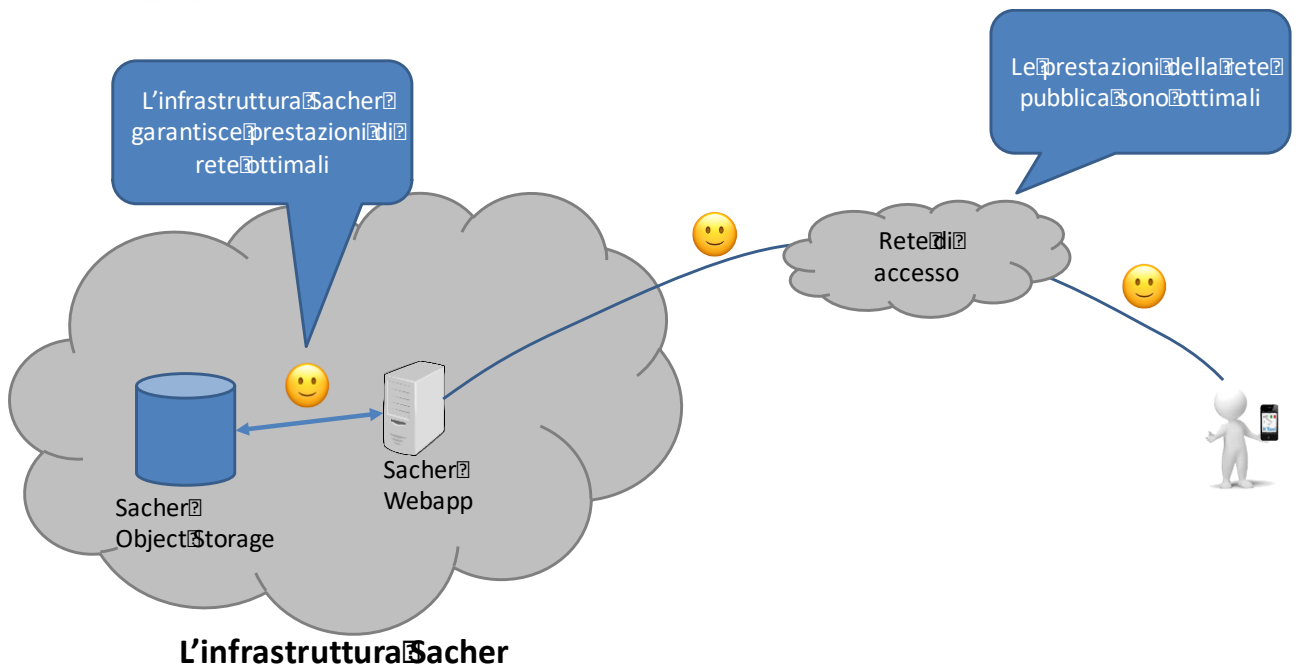 L'infrastruttura Sacher
garantisce prestazioni di
rete ottimali
Le prestazioni della rete
pubblica sono ottimali
Rete di
accesso
Sacher
Webapp
Sacher
Object Storage
L'infrastruttura Sacher